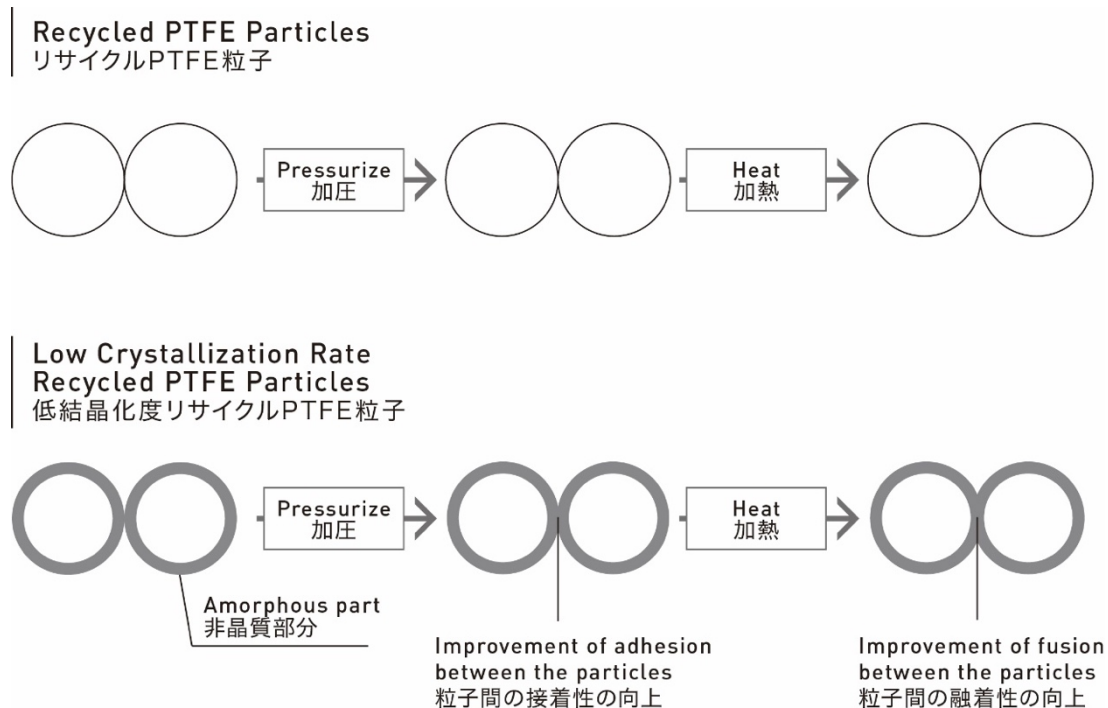 Recycled PTFE Particles
リサイクルPTFE粒子
Pressurize
加圧
Heat
加熱
Low Crystallization Rate
Recycled PTFE Particles
低結晶化度リサイクルPTFE粒子
Pressurize
加圧
Heat
加熱
Amorphous part
非晶質部分
Improvement of adhesion
between the particles
粒子間の接着性の向上
Improvement of fusion
between the particles
粒子間の融着性の向上